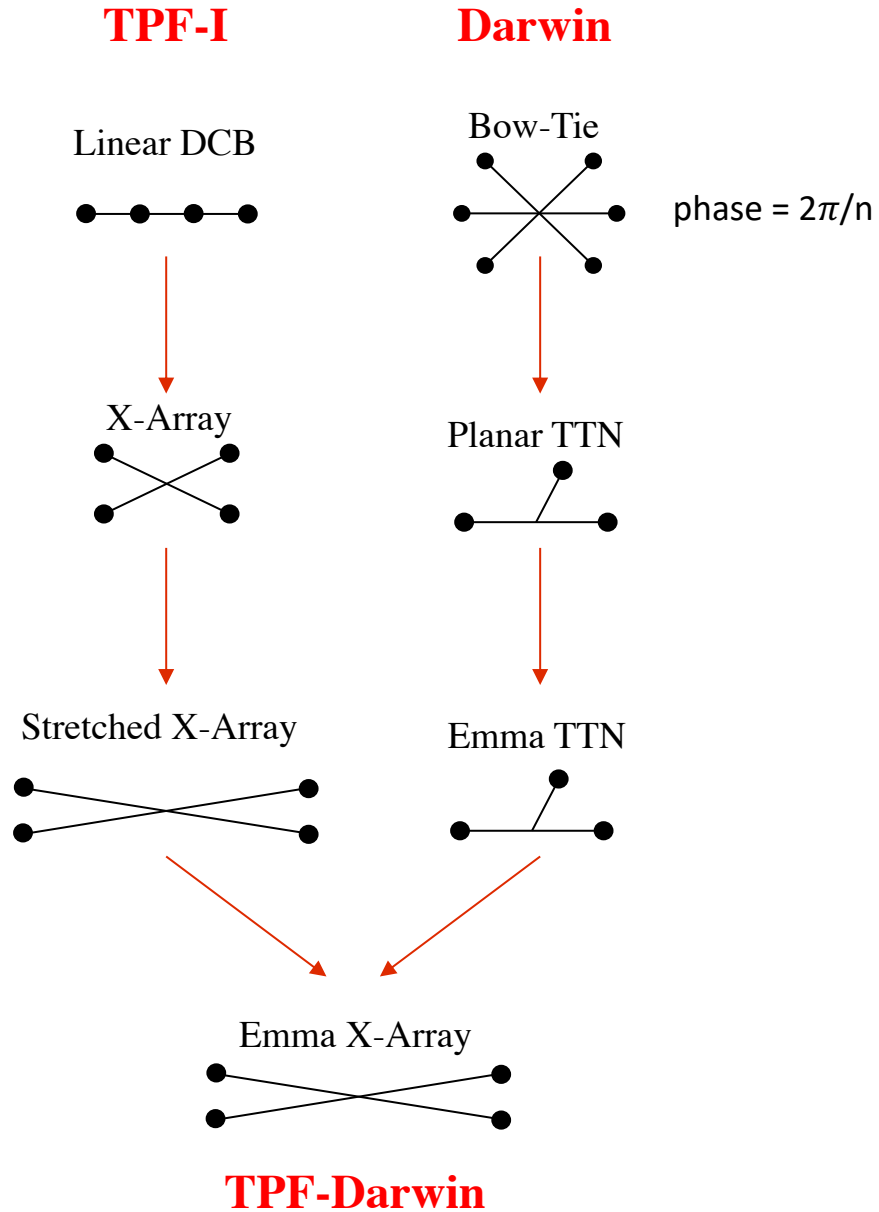 TPF-I
Darwin
Linear DCB
Bow-Tie
phase = 2π/n
X-Array
Planar TTN
Stretched X-Array
Emma TTN
Emma X-Array
TPF-Darwin